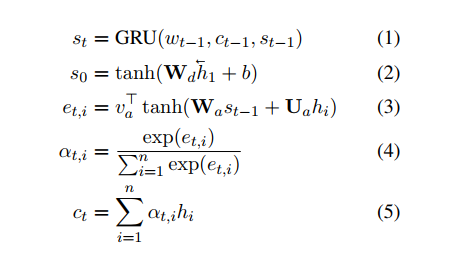 s_t = GRU(w_{t−1}, c_{t−1}, s_{t−1}) (1)
s_0 = tanh(W_d \overleftarrow{h}_1 + b) (2)
e_{t,i} = v_a^⊤ tanh(W_a s_{t−1} + U_a h_i) (3)
α_{t,i} = \frac{exp(e_{t,i})}{∑_{i=1}^{n} exp(e_{t,i})} (4)
c_t = ∑_{i=1}^{n} α_{t,i} h_i (5)